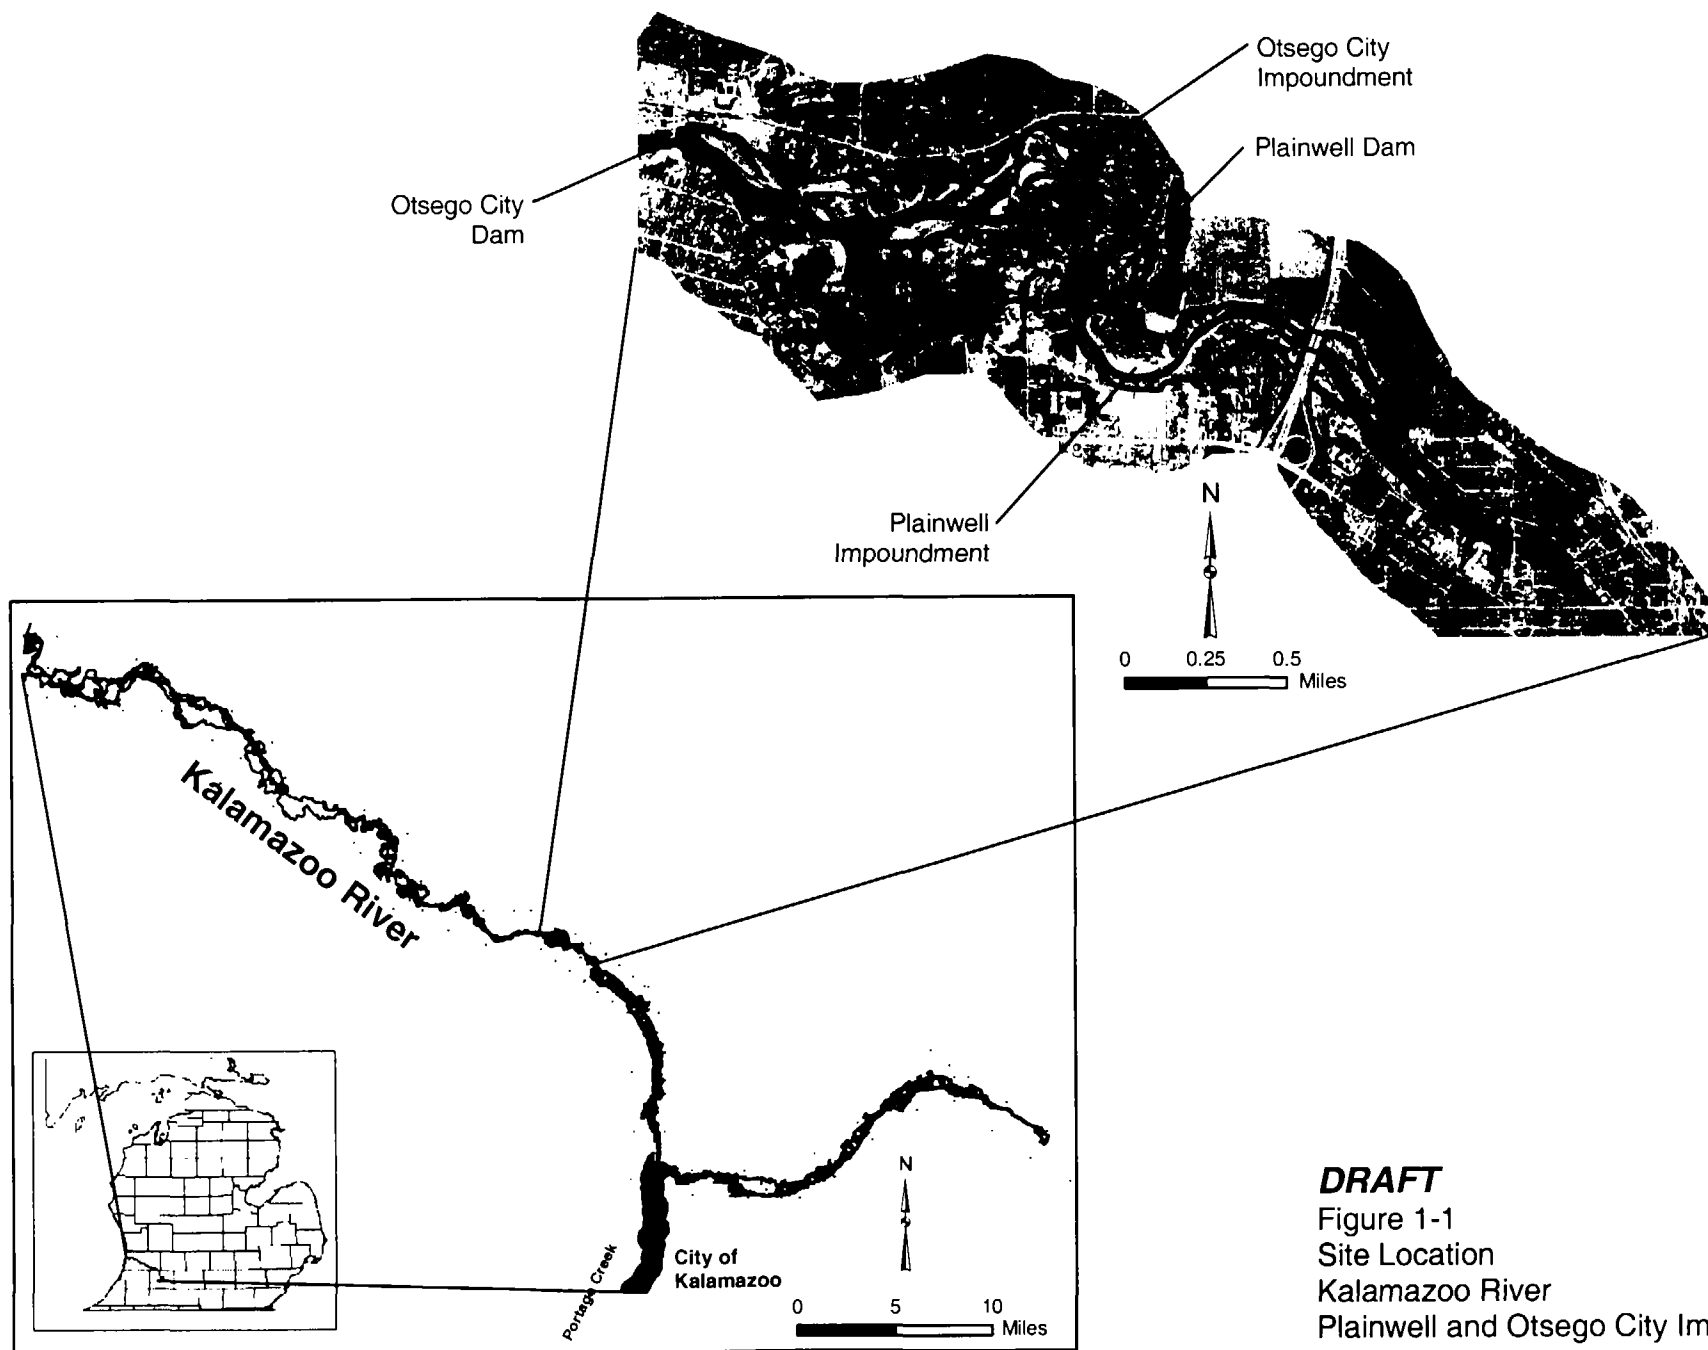 Otsego City
Impoundment
Plainwell Dam
Otsego City
Dam
Plainwell
Impoundment
N
0 0.25 0.5
Miles
Kalamazoo River
N
City of
Kalamazoo
Portage Creek
0 5 10
Miles
DRAFT
Figure 1-1
Site Location
Kalamazoo River
Plainwell and Otsego City Im